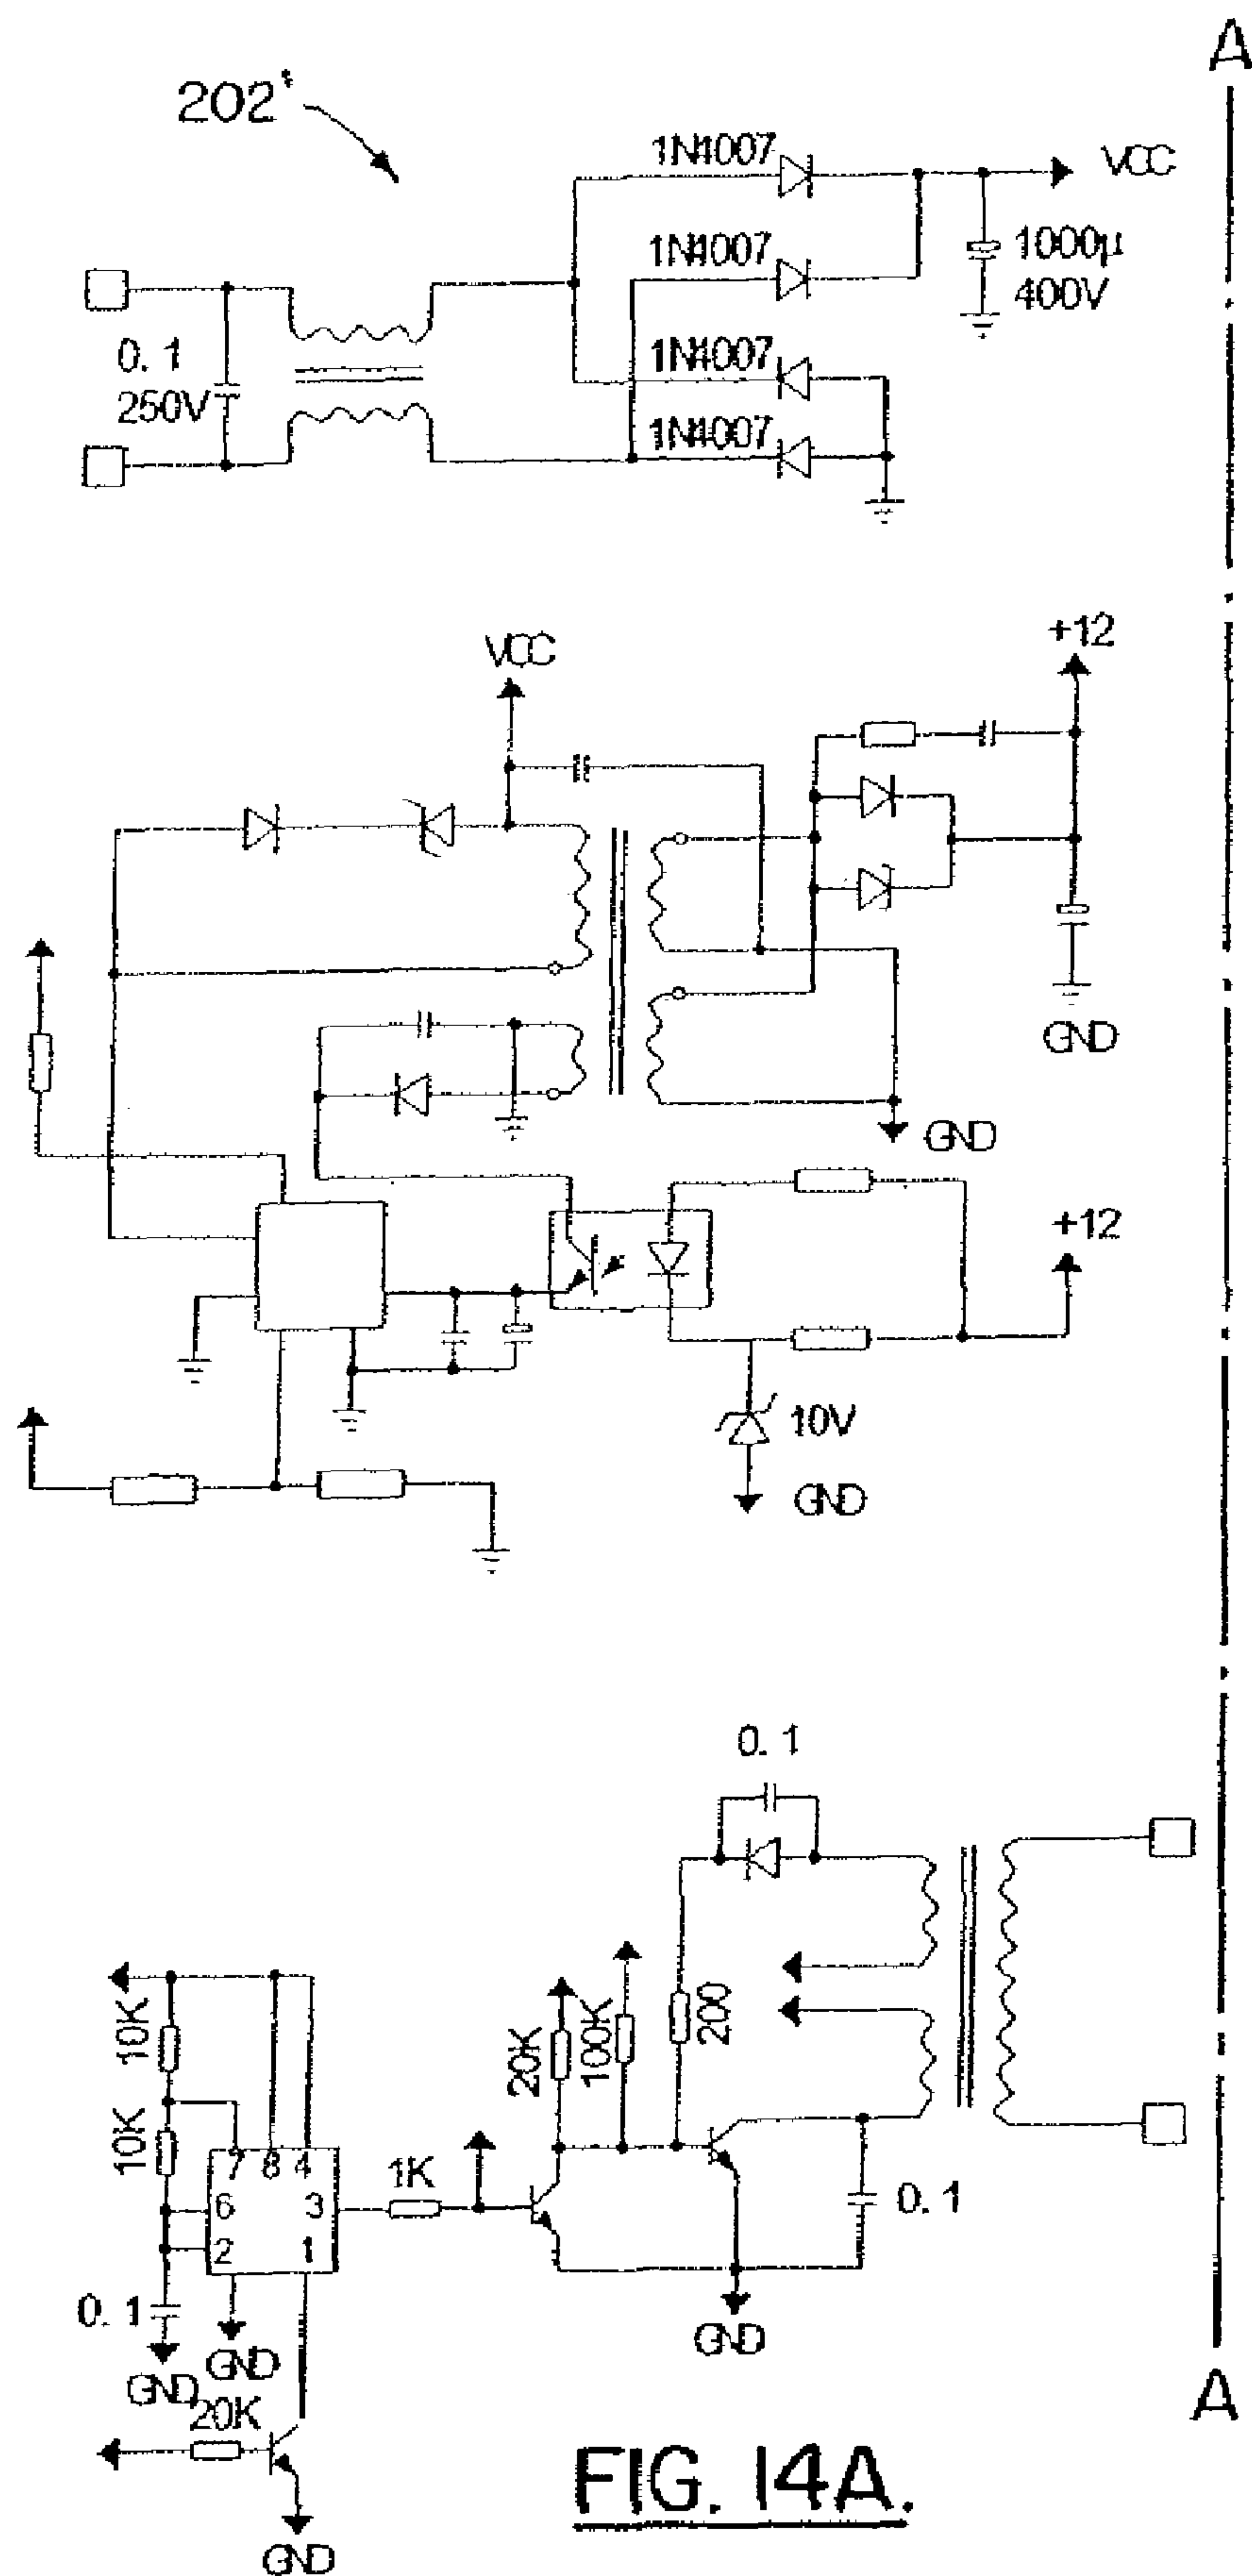 A
202'
1N4007
VCC
1N4007
1000µ
400V
0. 1
250V
1N4007
1N4007
+12
VCC
GND
GND
+12
10V
GND
0. 1
10K
20K
100K
200
10K
7 8 4
6 3
2 1
1K
0. 1
0. 1
GND
GND
GND
20K
GND
A
FIG. 14A.